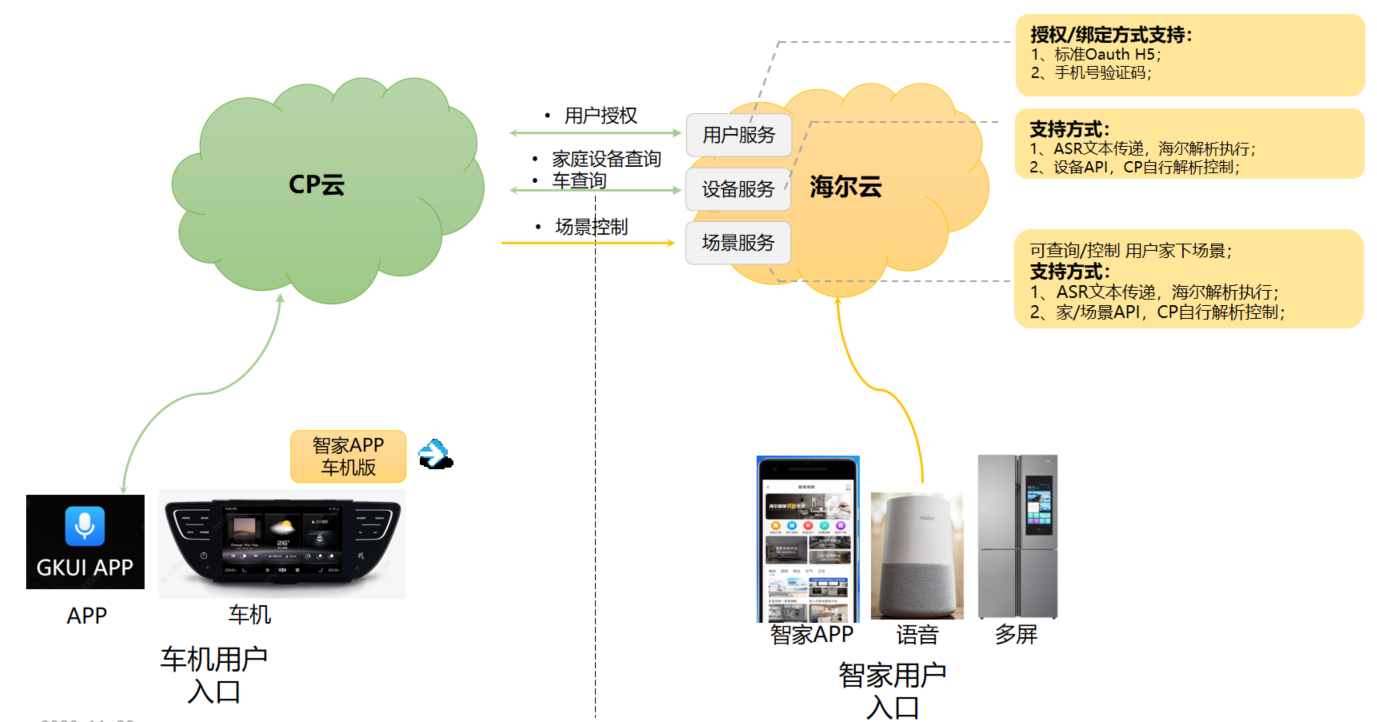 授权/绑定方式支持：
1、标准Oauth H5；
2、手机号验证码；
• 用户授权
用户服务
支持方式：
1、ASR文本传递，海尔解析执行；
2、设备API，CP自行解析控制；
• 家庭设备查询
• 车查询
CP云
设备服务
海尔云
• 场景控制
场景服务
可查询/控制 用户家下场景；
支持方式：
1、ASR文本传递，海尔解析执行；
2、家/场景API，CP自行解析控制；
智家APP
车机版
GKUI APP
APP
车机
车机用户
入口
Haier
智家APP
语音
多屏
智家用户
入口